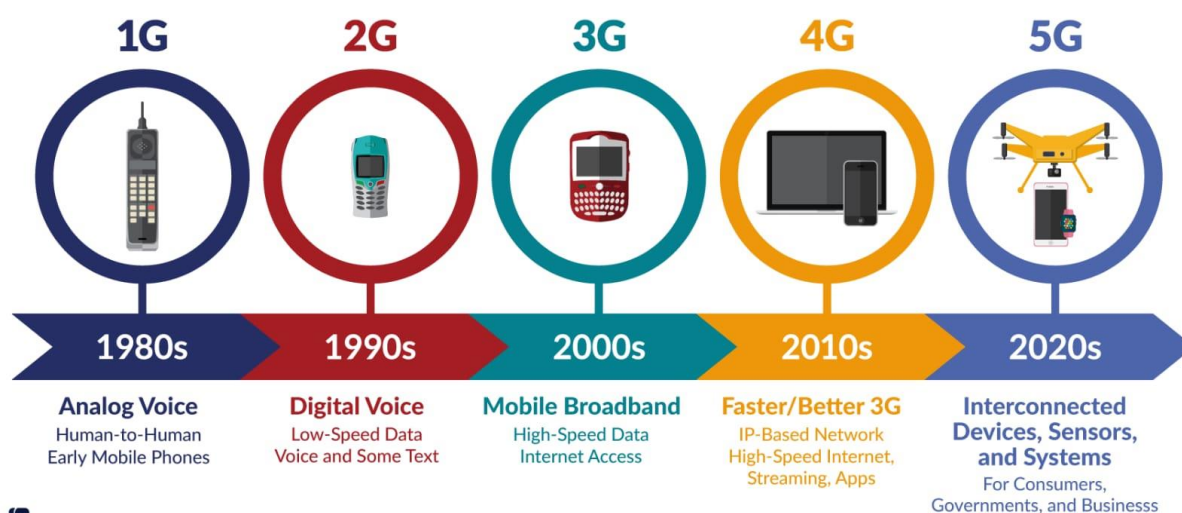 1G
2G
3G
4G
5G
1980s
1990s
2000s
2010s
2020s
Analog Voice
Human-to-Human
Early Mobile Phones
Digital Voice
Low-Speed Data
Voice and Some Text
Mobile Broadband
High-Speed Data
Internet Access
Faster/Better 3G
IP-Based Network
High-Speed Internet,
Streaming, Apps
Interconnected
Devices, Sensors,
and Systems
For Consumers,
Governments, and Businesss